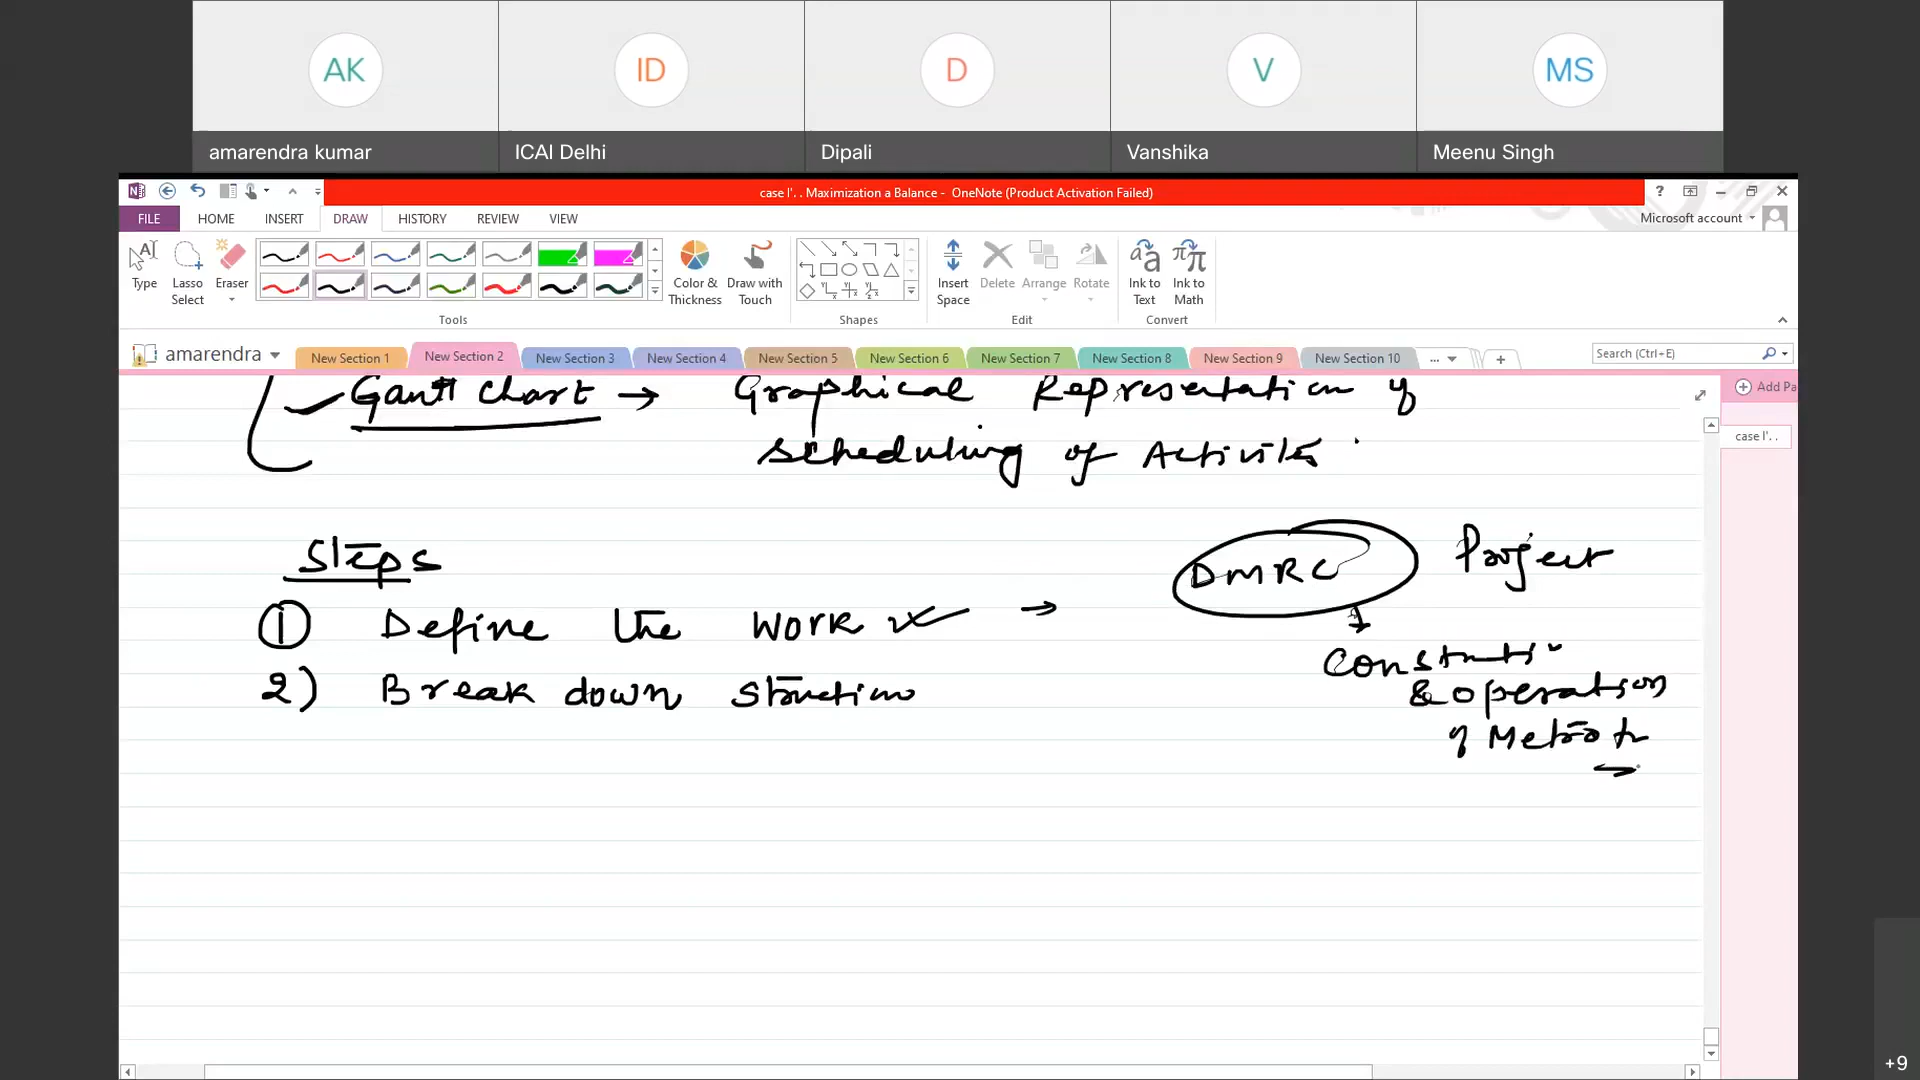 AK ID D V MS
amarendra kumar ICAI Delhi Dipali Vanshika Meenu Singh
case I'. . Maximization a Balance - OneNote (Product Activation Failed) ?
FILE HOME INSERT DRAW HISTORY REVIEW VIEW Microsoft account
Type Lasso Select Eraser Color & Thickness Draw with Touch Insert Space Delete Arrange Rotate Ink to Text Ink to Math
Tools Shapes Edit Convert
amarendra New Section 1 New Section 2 New Section 3 New Section 4 New Section 5 New Section 6 New Section 7 New Section 8 New Section 9 New Section 10 ... + Search (Ctrl+E)
Add Pa
case I'. .
Gantt Chart → Graphical Representation of
scheduling of Activities
Steps
DMRC Project
① Define the work →
& operation
of Metro
2) Break down
+9